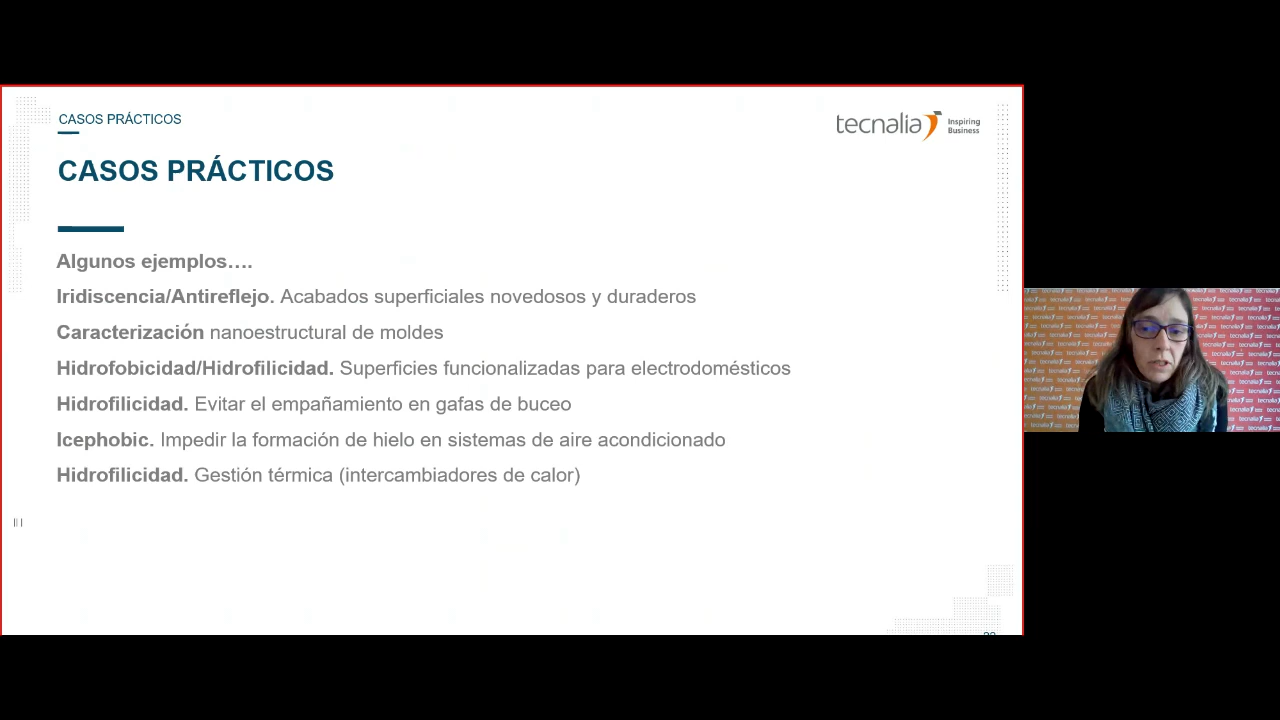 CASOS PRÁCTICOS
tecnalia Inspiring Business
CASOS PRÁCTICOS
Algunos ejemplos....
Iridiscencia/Antireflejo. Acabados superficiales novedosos y duraderos
Caracterización nanoestructural de moldes
Hidrofobicidad/Hidrofilicidad. Superficies funcionalizadas para electrodomésticos
Hidrofilicidad. Evitar el empañamiento en gafas de buceo
Icephobic. Impedir la formación de hielo en sistemas de aire acondicionado
Hidrofilicidad. Gestión térmica (intercambiadores de calor)